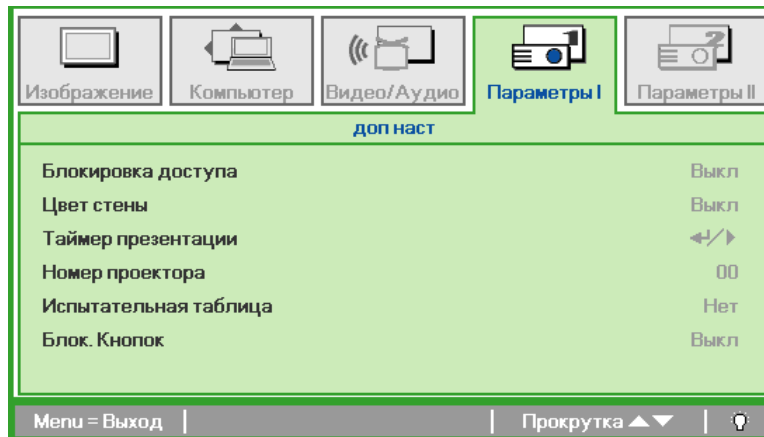 Изображение
Компьютер
Видео/Аудио
Параметры I
Параметры II
доп наст
Блокировка доступа Выкл
Цвет стены Выкл
Таймер презентации
Номер проектора 00
Испытательная таблица Нет
Блок. Кнопок Выкл
Menu = Выход Прокрутка